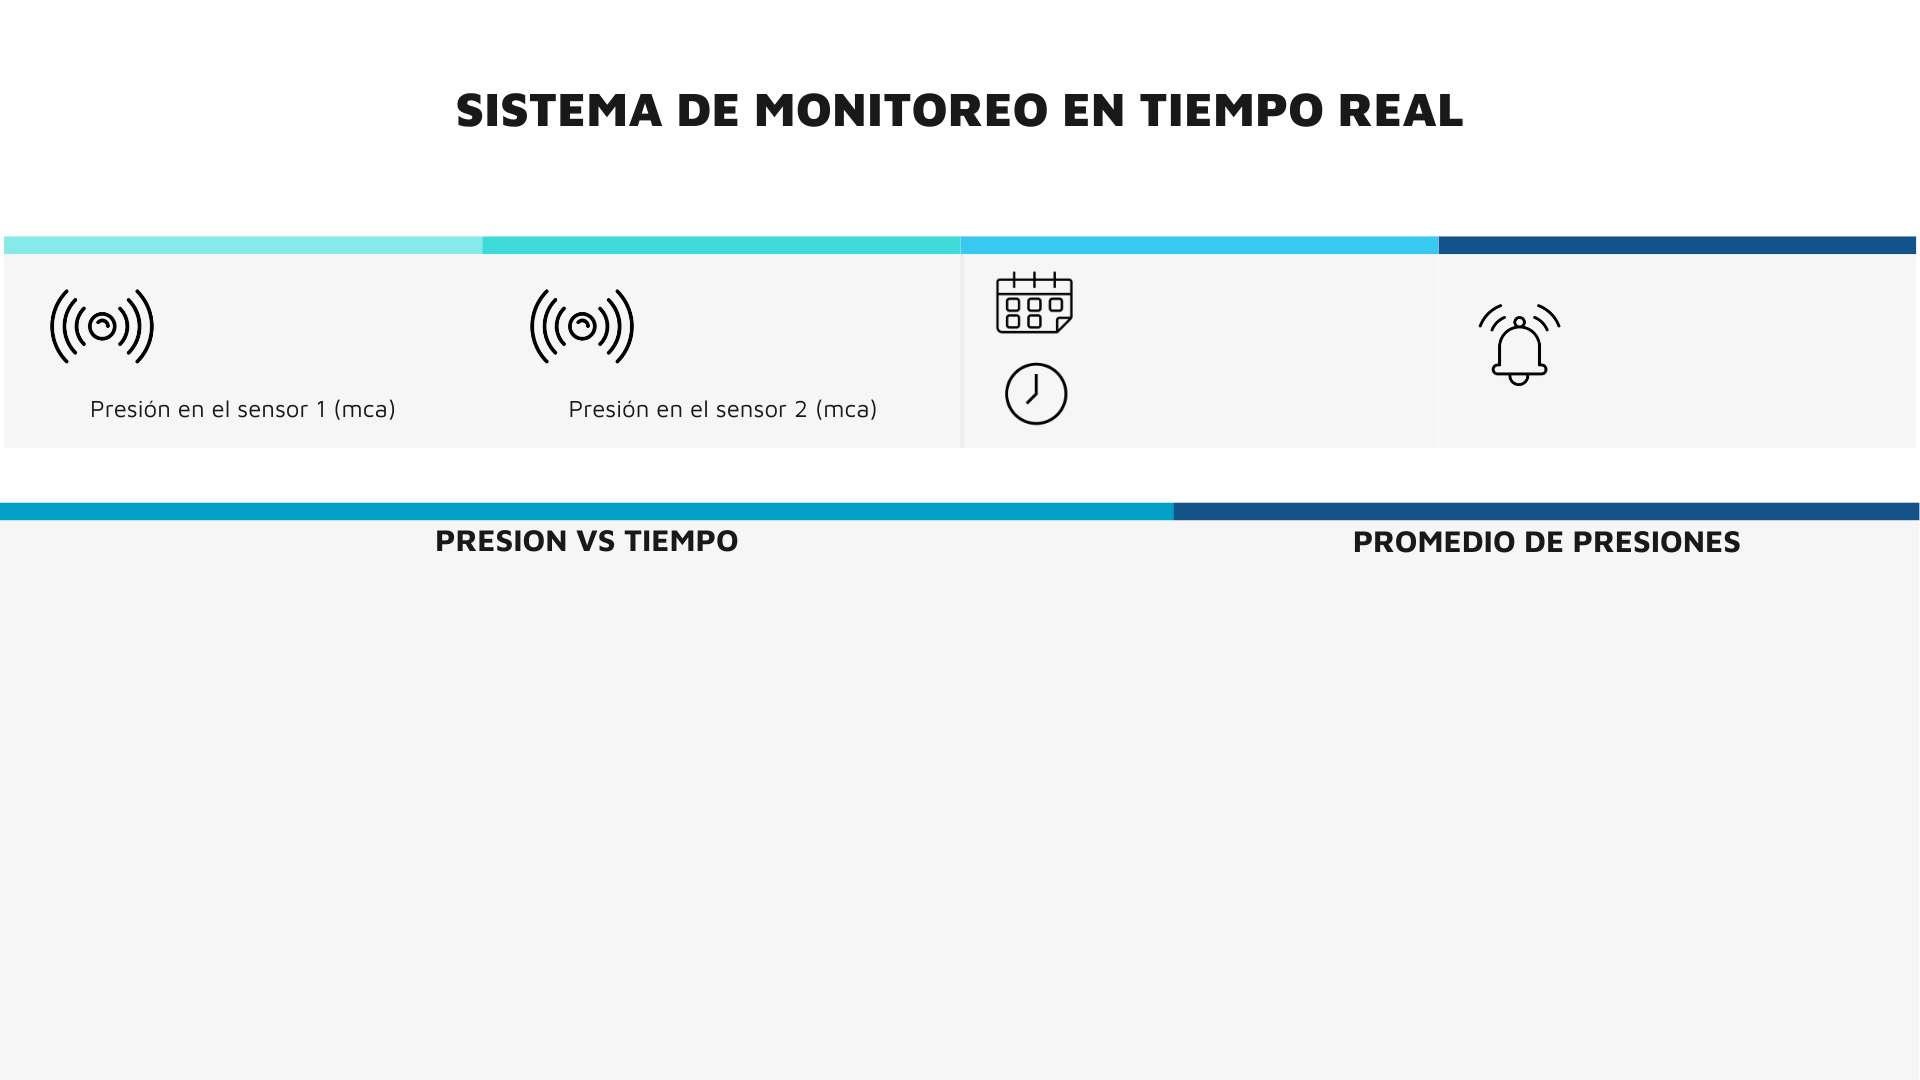 SISTEMA DE MONITOREO EN TIEMPO REAL
Presión en el sensor 1 (mca)
Presión en el sensor 2 (mca)
PRESION VS TIEMPO
PROMEDIO DE PRESIONES